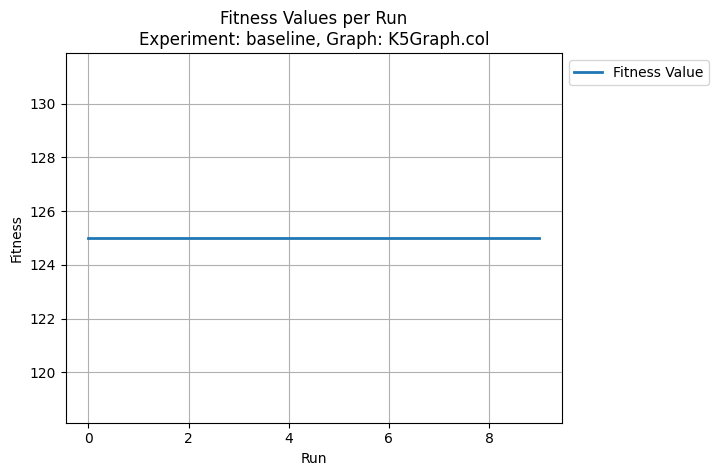 Fitness Values per Run
Experiment: baseline, Graph: K5Graph.col
Fitness Value
130
128
126
124
122
120
Fitness
0 2 4 6 8
Run